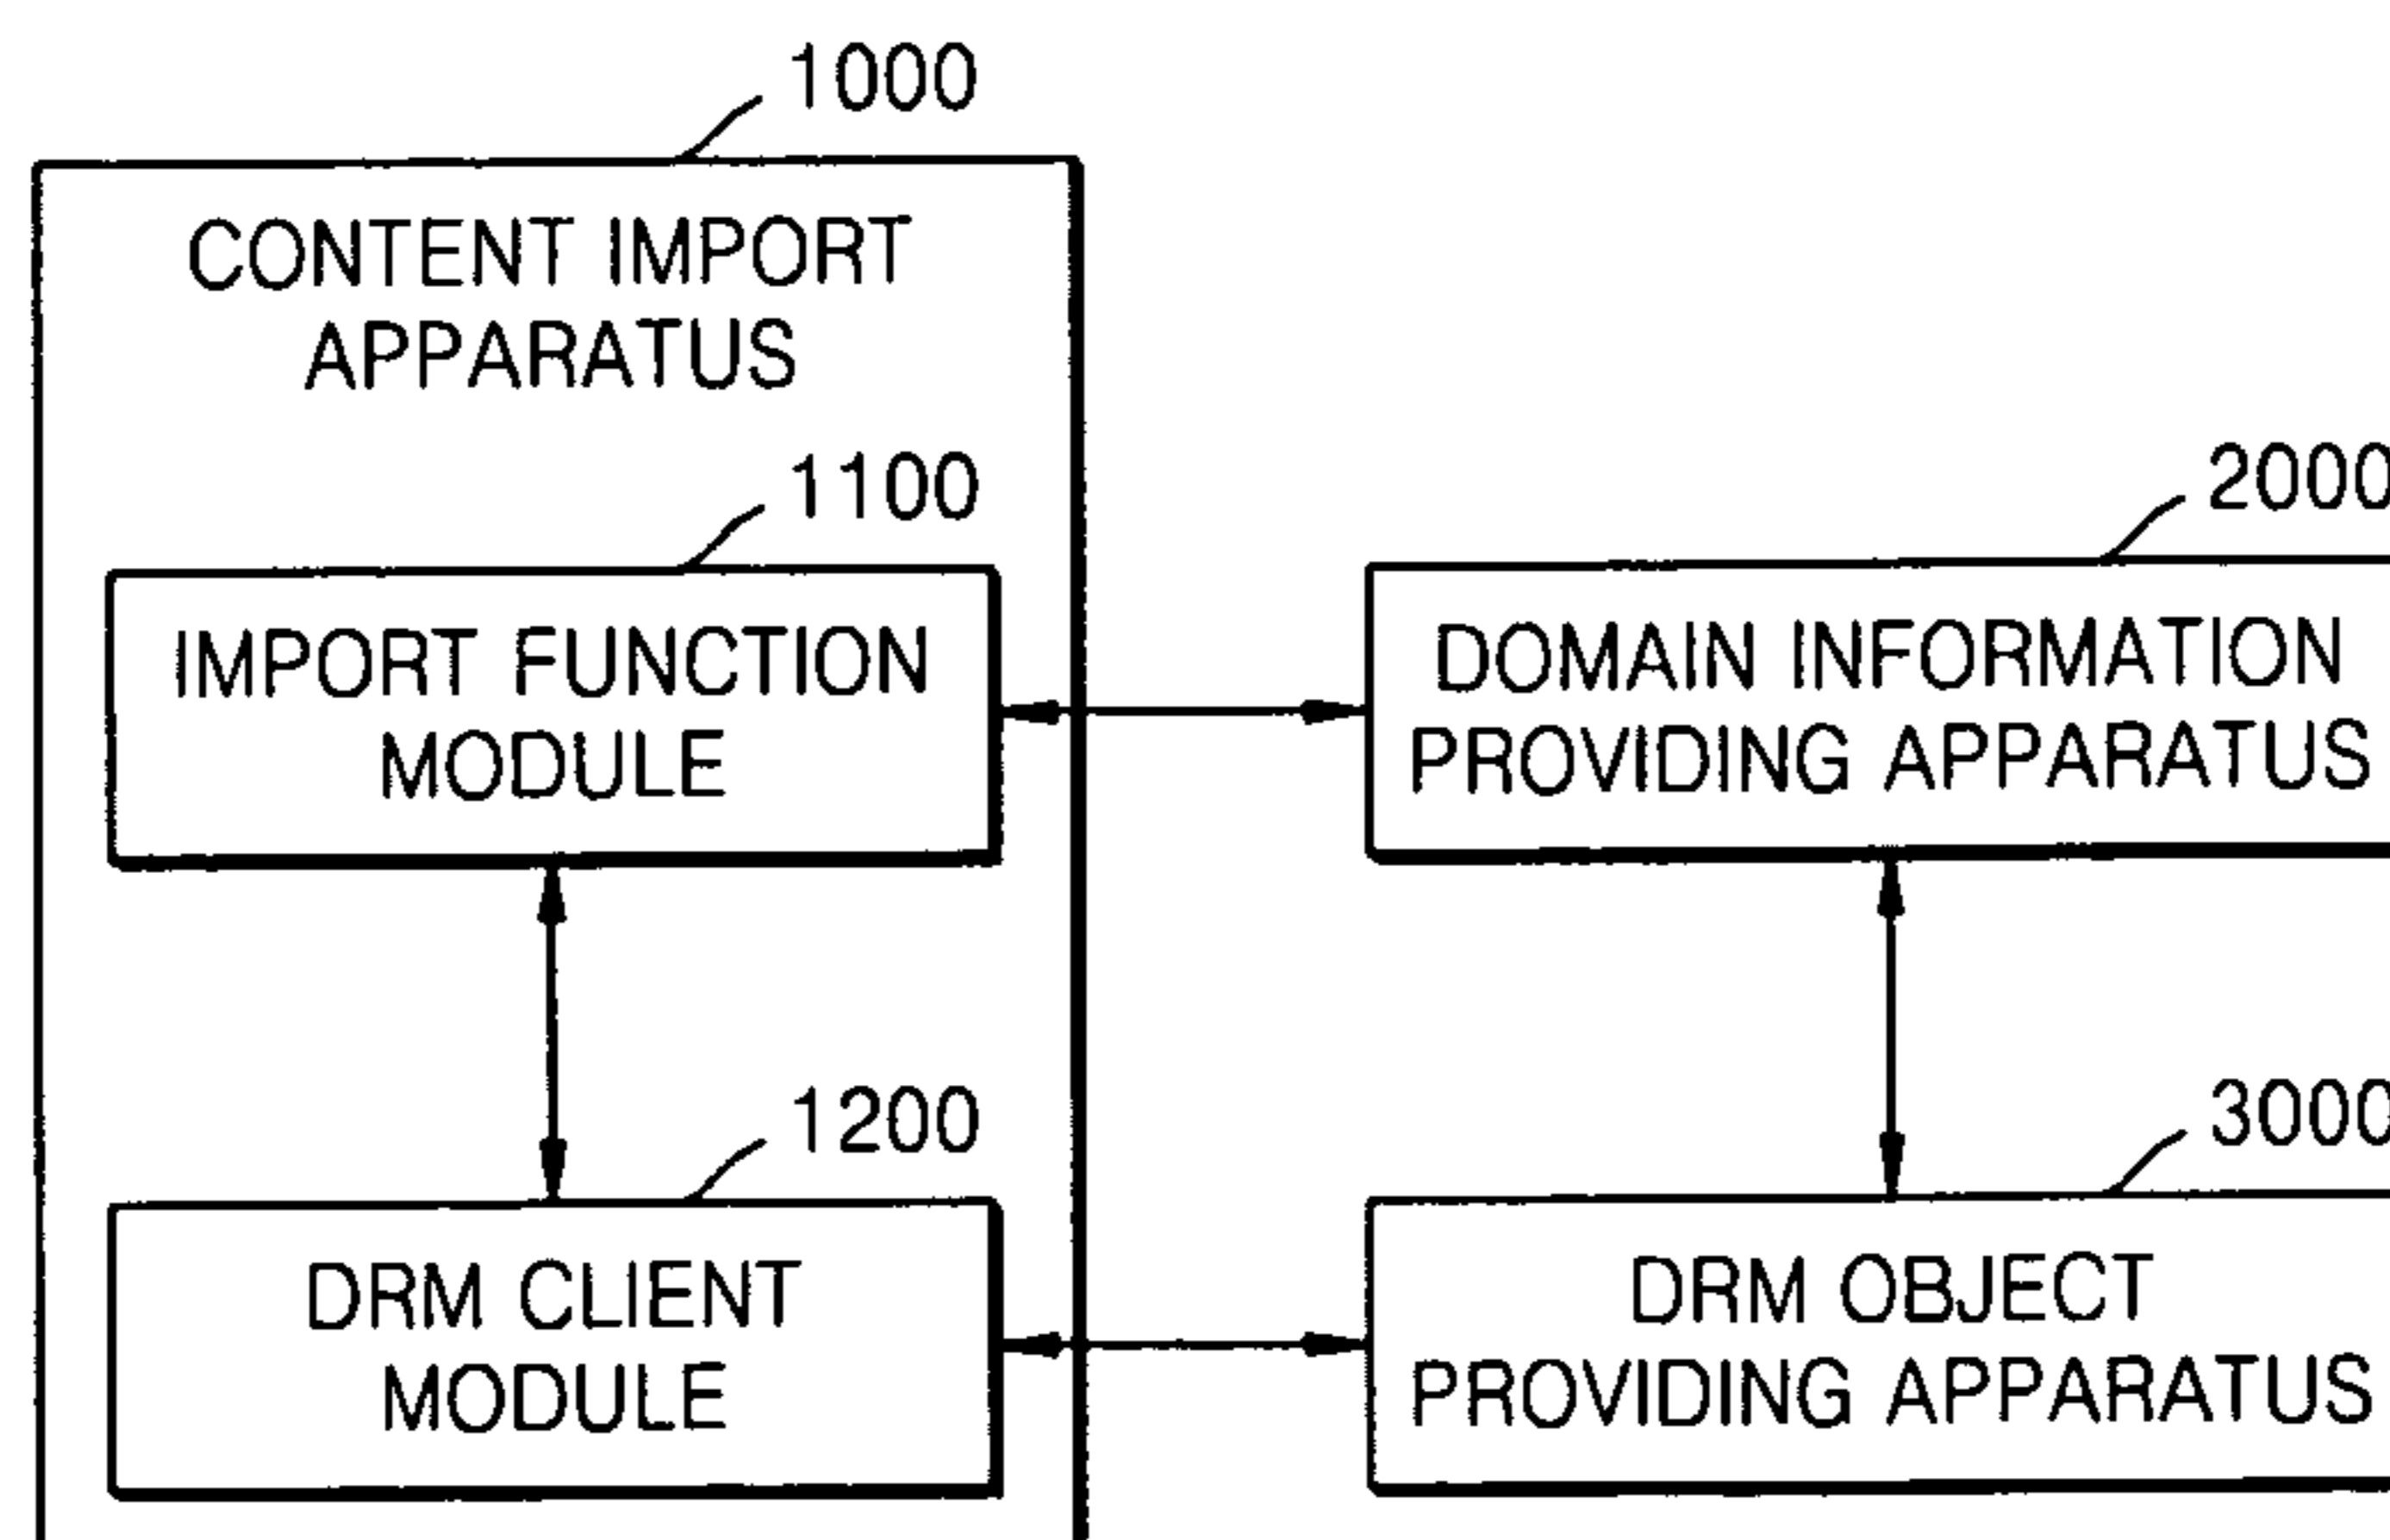 1000
CONTENT IMPORT
APPARATUS
1100
IMPORT FUNCTION
MODULE
2000
DOMAIN INFORMATION
PROVIDING APPARATUS
1200
DRM CLIENT
MODULE
3000
DRM OBJECT
PROVIDING APPARATUS